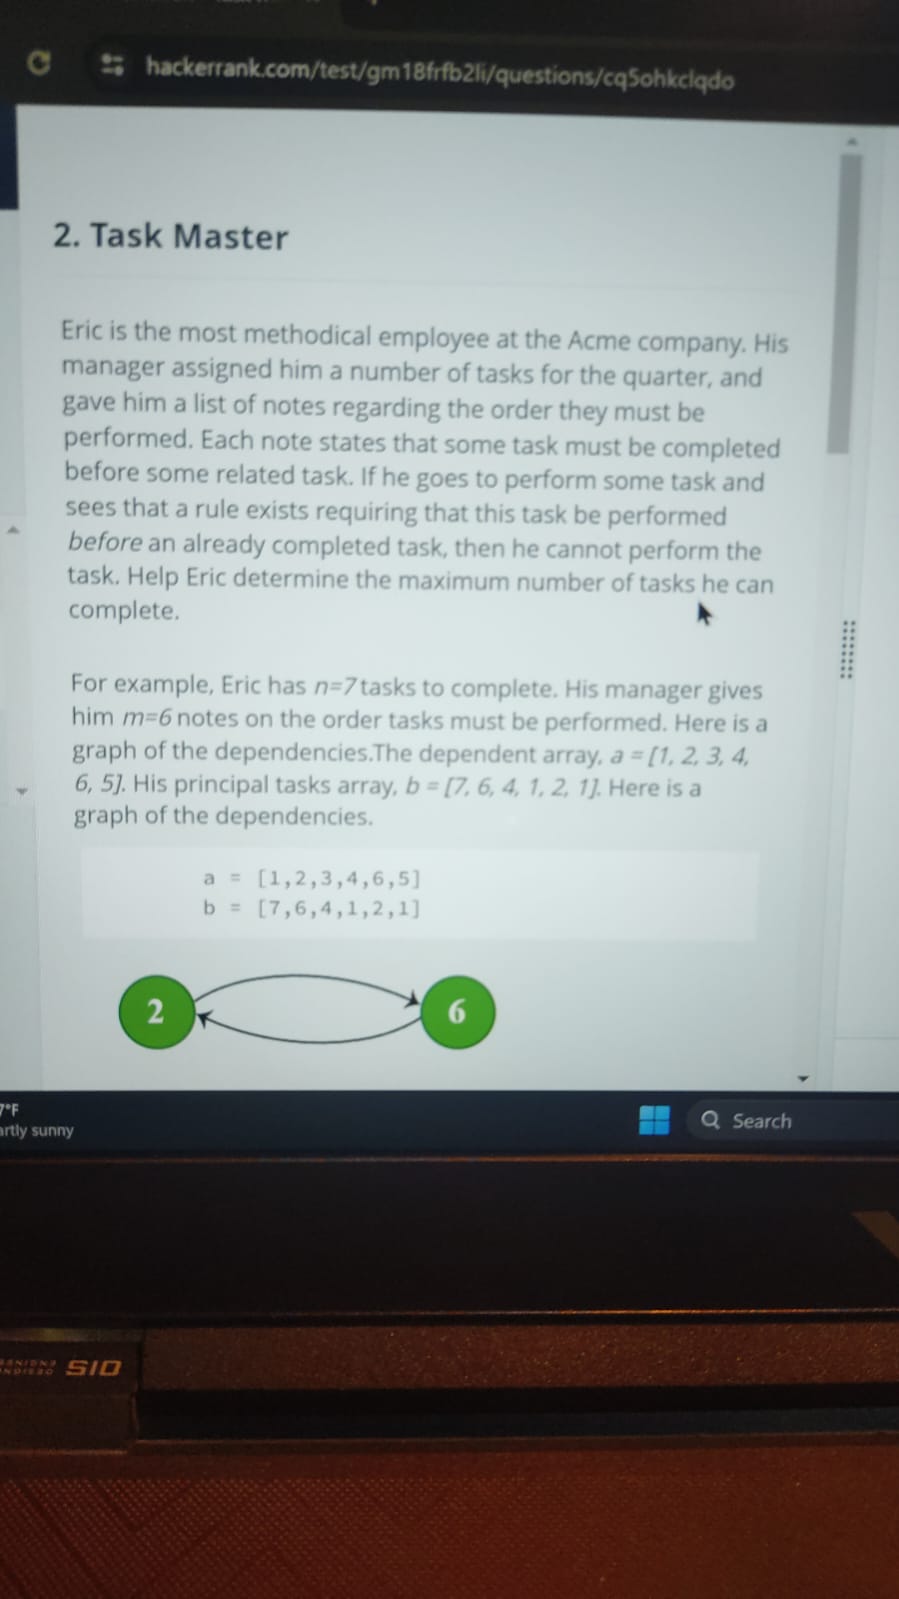 hackerrank.com/test/gm18frfb2li/questions/cq5ohkclqdo
2. Task Master
Eric is the most methodical employee at the Acme company. His
manager assigned him a number of tasks for the quarter, and
gave him a list of notes regarding the order they must be
performed. Each note states that some task must be completed
before some related task. If he goes to perform some task and
sees that a rule exists requiring that this task be performed
before an already completed task, then he cannot perform the
task. Help Eric determine the maximum number of tasks he can
complete.
For example, Eric has n=7 tasks to complete. His manager gives
him m=6 notes on the order tasks must be performed. Here is a
graph of the dependencies.The dependent array, a = [1, 2, 3, 4,
6, 5]. His principal tasks array, b = [7, 6, 4, 1, 2, 1]. Here is a
graph of the dependencies.
a = [1,2,3,4,6,5]
b = [7,6,4,1,2,1]
2 6
7°F
artly sunny
Search